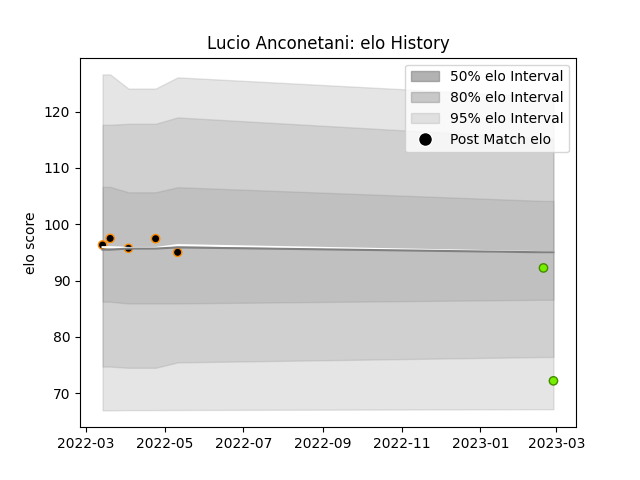 Lucio Anconetani: elo History
50% elo Interval
80% elo Interval
95% elo Interval
Post Match elo
elo score
120
110
100
90
80
70
2022-03
2022-05
2022-07
2022-09
2022-11
2023-01
2023-03